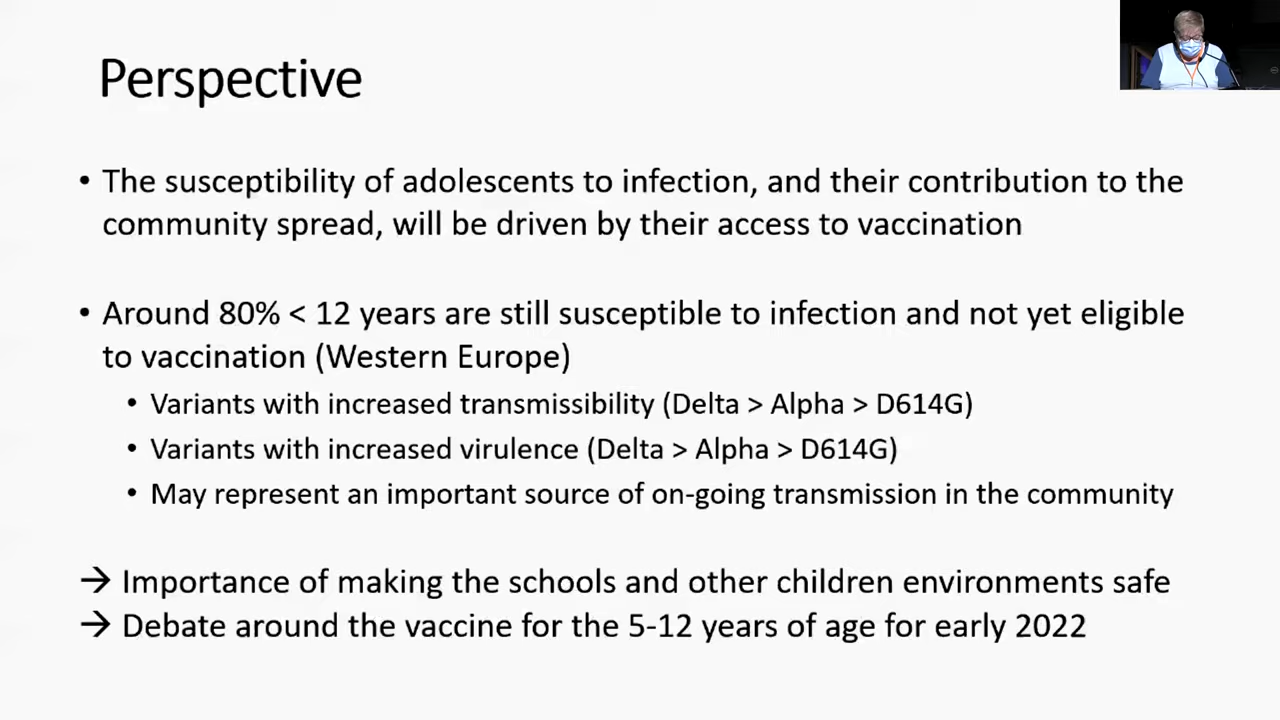 Perspective
• The susceptibility of adolescents to infection, and their contribution to the
community spread, will be driven by their access to vaccination
• Around 80% < 12 years are still susceptible to infection and not yet eligible
to vaccination (Western Europe)
• Variants with increased transmissibility (Delta > Alpha > D614G)
• Variants with increased virulence (Delta > Alpha > D614G)
• May represent an important source of on-going transmission in the community
→ Importance of making the schools and other children environments safe
→ Debate around the vaccine for the 5-12 years of age for early 2022